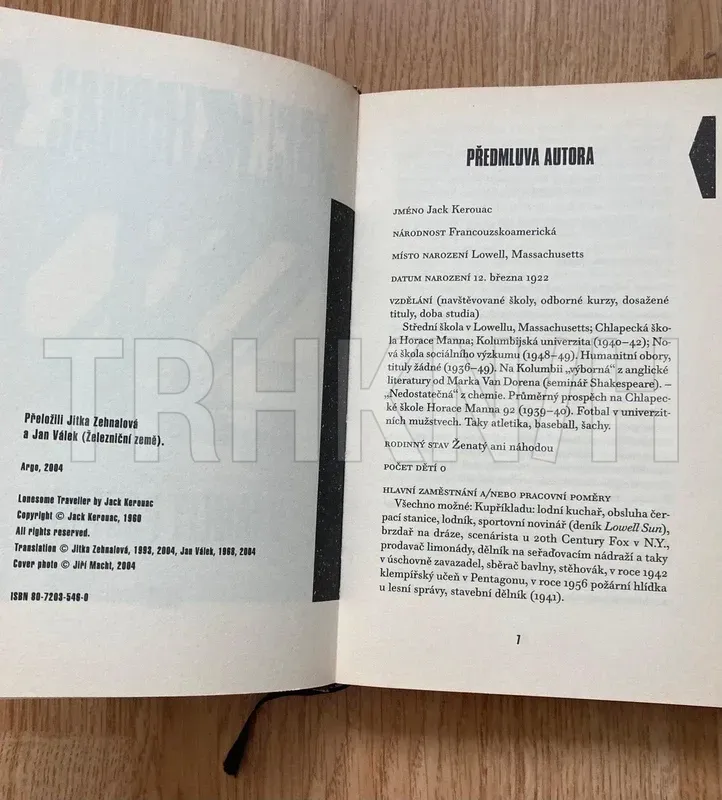 Přeložili Jitka Zehnalová
a Jan Válek (Železniční země).
Argo, 2004
Lonesome Traveller by Jack Kerouac
Copyright © Jack Kerouac, 1960
All rights reserved.
Translation © Jitka Zehnalová, 1993, 2004, Jan Válek, 1968, 2004
Cover photo © Jiří Macht, 2004
ISBN 80-7203-546-0
PŘEDMLUVA AUTORA
JMÉNO Jack Kerouac
NÁRODNOST Francouzskoamerická
MÍSTO NAROZENÍ Lowell, Massachusetts
DATUM NAROZENÍ 12. března 1922
VZDĚLÁNÍ (navštěvované školy, odborné kurzy, dosažené
tituly, doba studia)
Střední škola v Lowellu, Massachusetts; Chlapecká ško-
la Horace Manna; Kolumbijská univerzita (1940–42); No-
vá škola sociálního výzkumu (1948–49). Humanitní obory,
tituly žádné (1936–49). Na Kolumbii „výborná“ z anglické
literatury od Marka Van Dorena (seminář Shakespeare). –
„Nedostatečná“ z chemie. Průměrný prospěch na Chlapec-
ké škole Horace Manna 92 (1939–40). Fotbal v univerzit-
ních mužstvech. Taky atletika, baseball, šachy.
RODINNÝ STAV Ženatý ani náhodou
POČET DĚTÍ 0
HLAVNÍ ZAMĚSTNÁNÍ A/NEBO PRACOVNÍ POMĚRY
Všechno možné: Kupříkladu: lodní kuchař, obsluha čer-
pací stanice, lodník, sportovní novinář (deník Lowell Sun),
brzdař na dráze, scenárista u 20th Century Fox v N.Y.,
prodavač limonády, dělník na seřaďovacím nádraží a taky
v úschovně zavazadel, sběrač bavlny, stěhovák, v roce 1942
klempířský učeň v Pentagonu, v roce 1956 požární hlídka
u lesní správy, stavební dělník (1941).
7
TRHKNIH